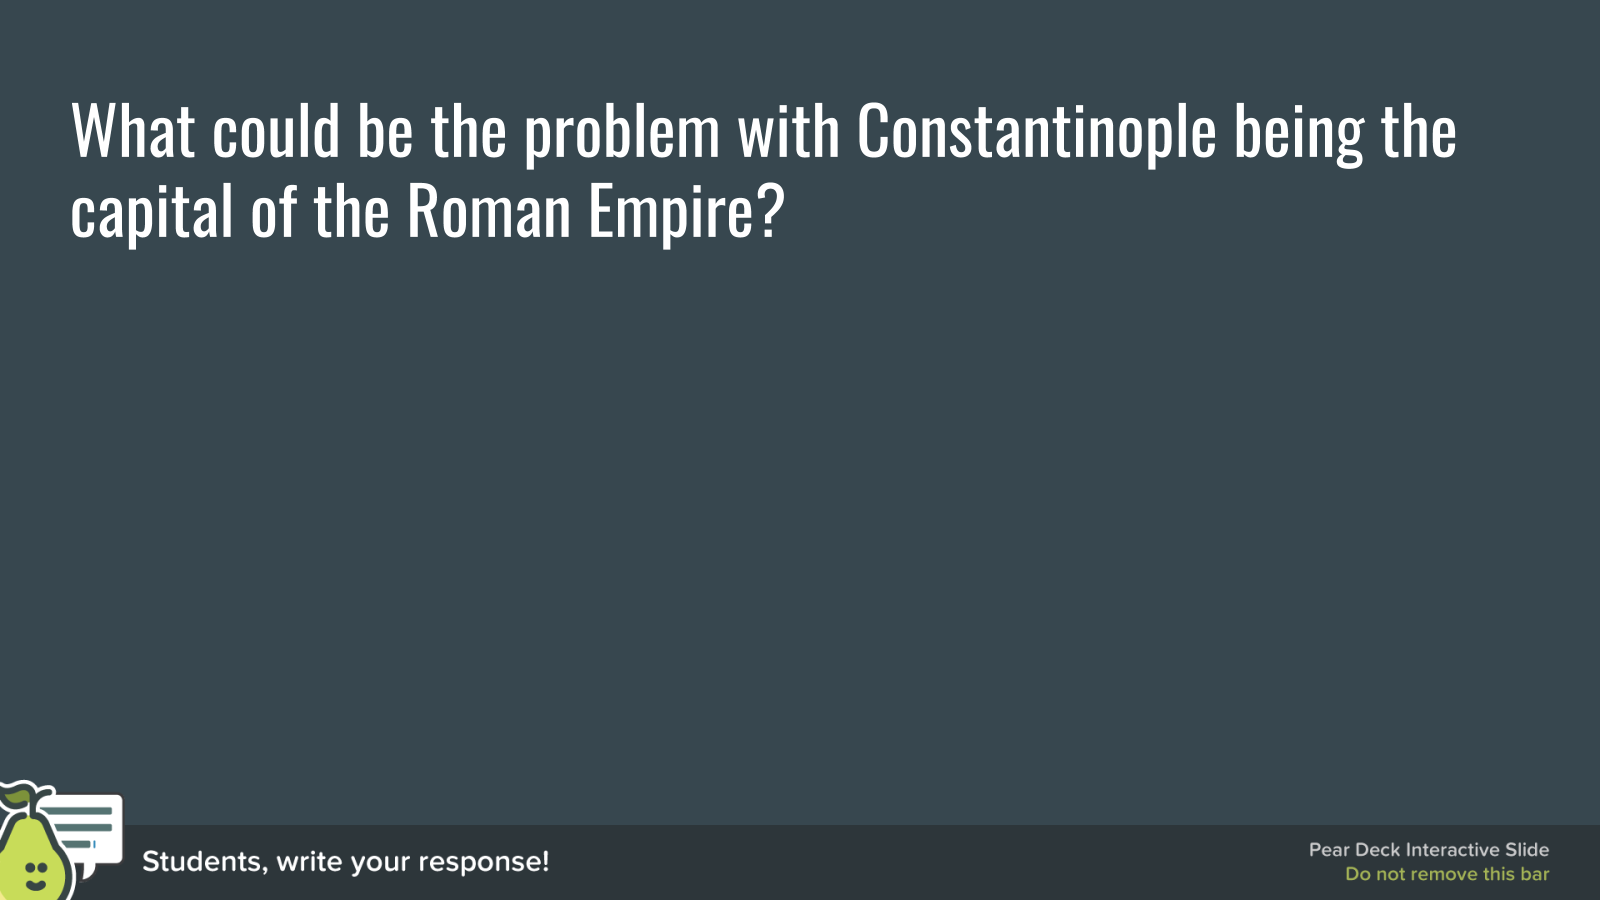 What could be the problem with Constantinople being the
capital of the Roman Empire?
Students, write your response!
Pear Deck Interactive Slide
Do not remove this bar